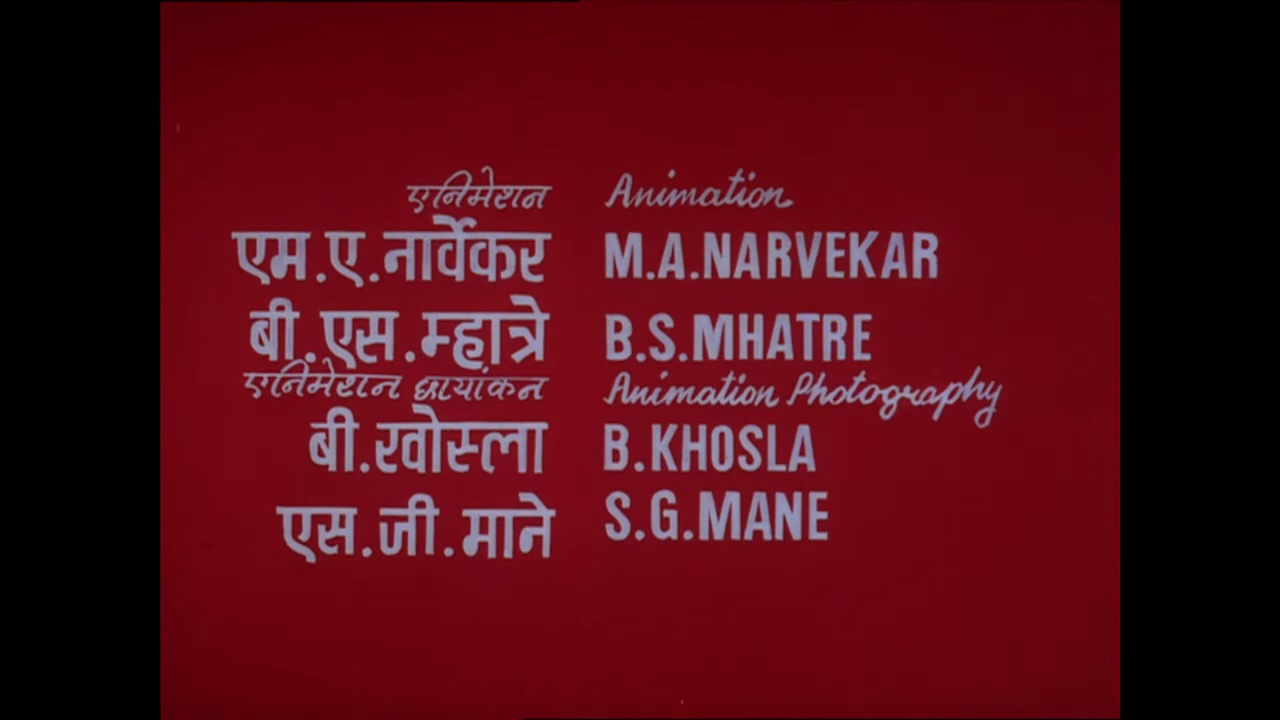 एनिमेशन Animation
एम.ए.नार्वेकर M.A.NARVEKAR
बी.एस.म्हात्रे B.S.MHATRE
एनिमेशन छायांकन Animation Photography
बी.खोस्ला B.KHOSLA
एस.जी.माने S.G.MANE